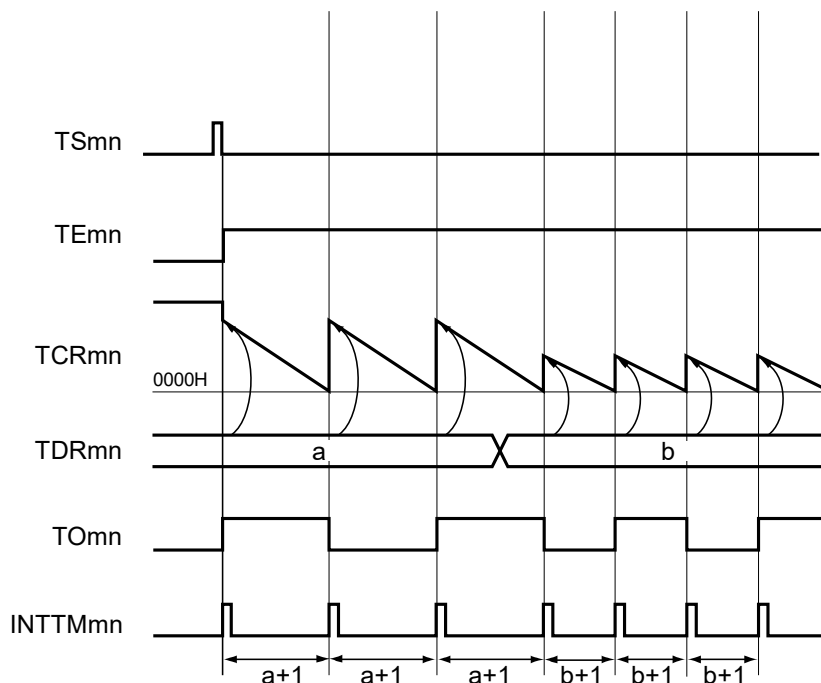 TSmn
TEmn
TCRmn
0000H
TDRmn
a
b
TOmn
INTTMmn
a+1 a+1 a+1 b+1 b+1 b+1